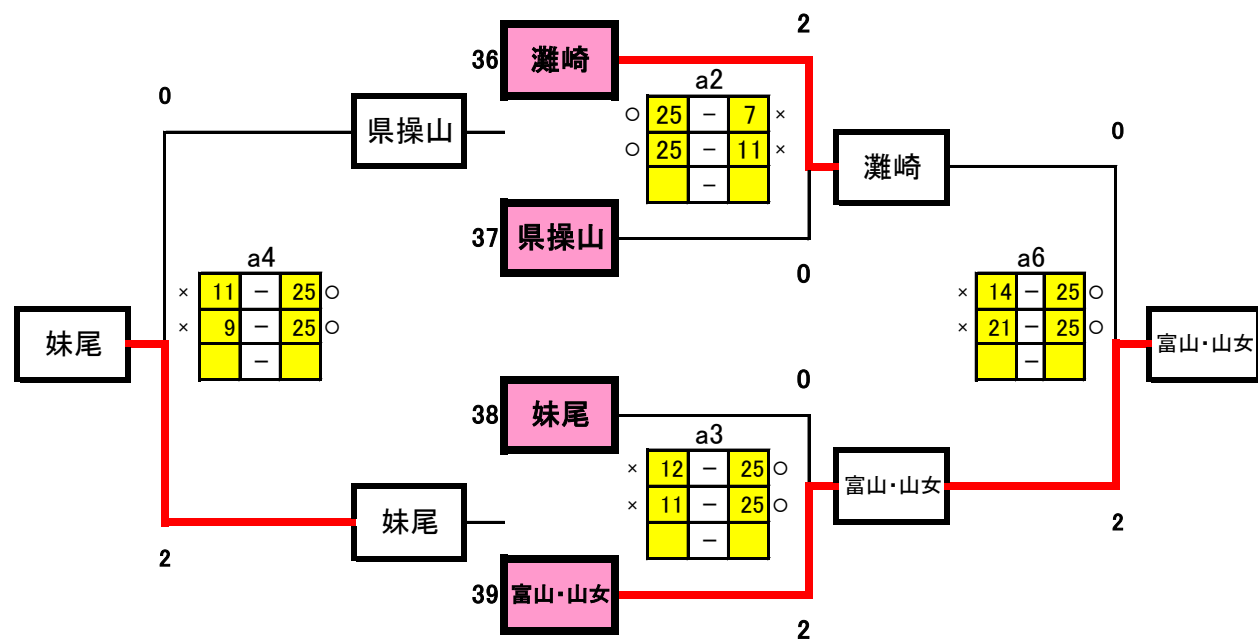 2
36 灘崎
a2
○ 25 － 7 ×
○ 25 － 11 ×
－
0
県操山
灘崎
0
37 県操山
0
a4
× 11 － 25 ○
× 9 － 25 ○
－
妹尾
a6
× 14 － 25 ○
× 21 － 25 ○
－
富山・山女
0
38 妹尾
a3
× 12 － 25 ○
× 11 － 25 ○
－
妹尾
富山・山女
2
2
39 富山・山女
2